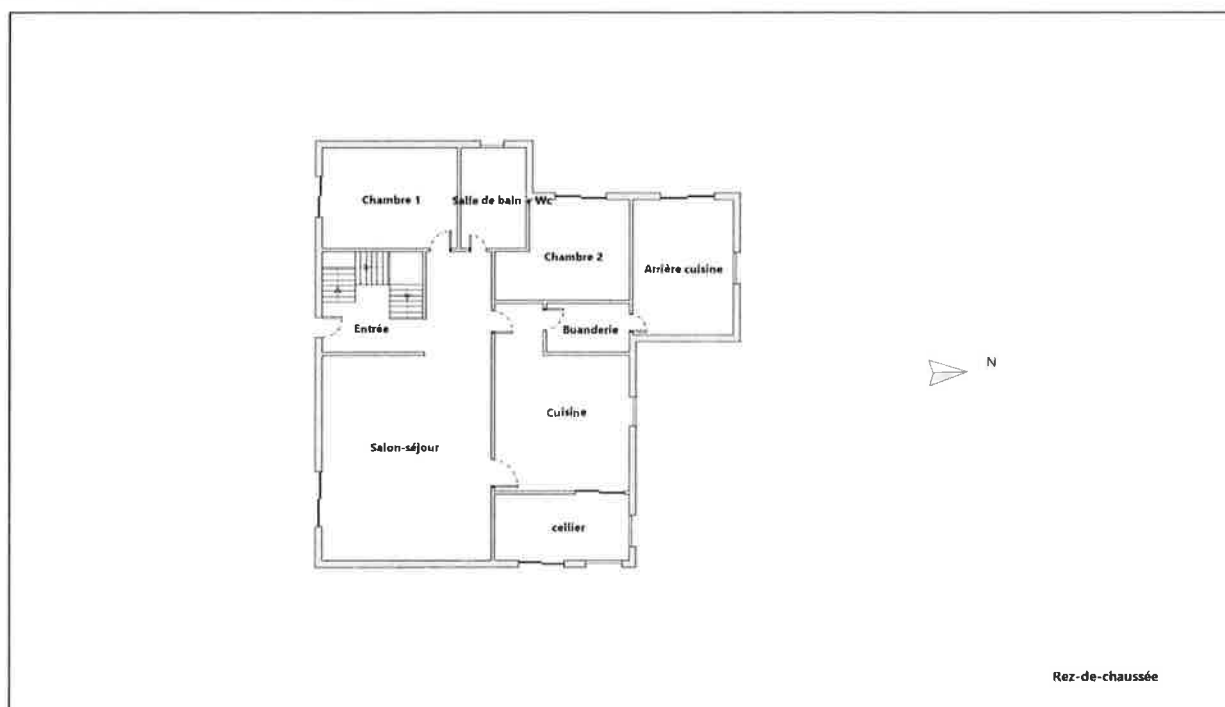 Chambre 1
Salle de bain + Wc
Chambre 2
Arrière cuisine
Entrée
Buanderie
N
Cuisine
Salon-séjour
cellier
Rez-de-chaussée